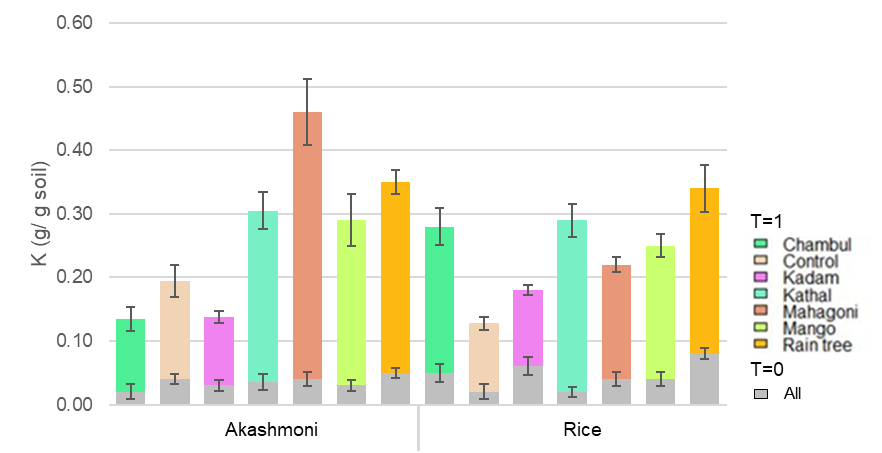 0.60
0.50
0.40
0.30
0.20
0.10
0.00
K (g/ g soil)
Akashmoni
Rice
T=1
Chambul
Control
Kadam
Kathal
Mahagoni
Mango
Rain tree
T=0
All